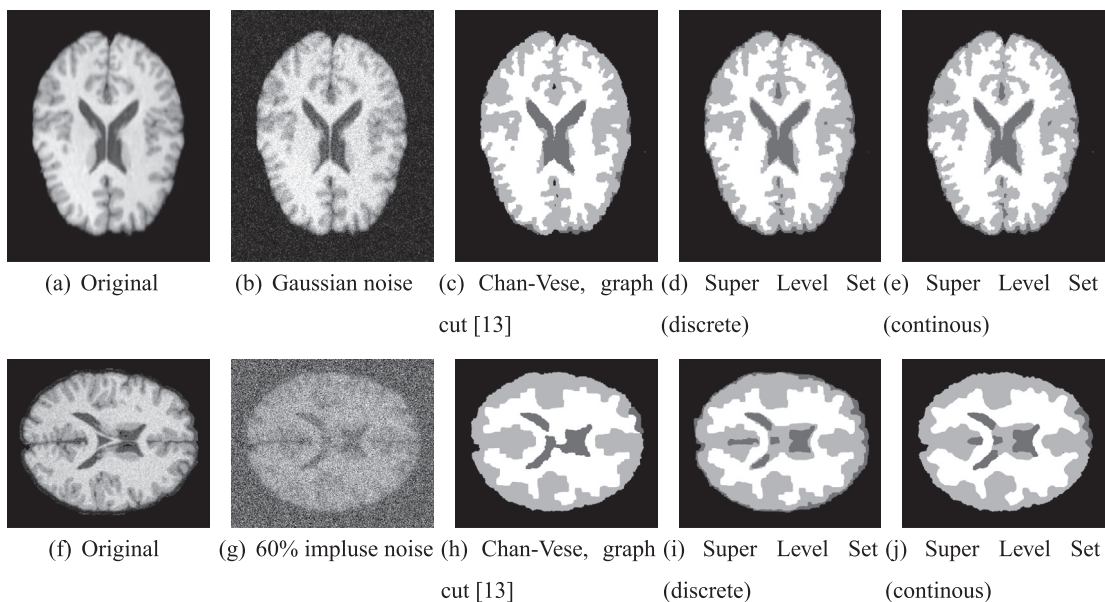 (a) Original
(b) Gaussian noise
(c) Chan-Vese, graph
cut [13]
(d) Super Level Set
(discrete)
(e) Super Level Set
(continous)
(f) Original
(g) 60% impluse noise
(h) Chan-Vese, graph
cut [13]
(i) Super Level Set
(discrete)
(j) Super Level Set
(continous)